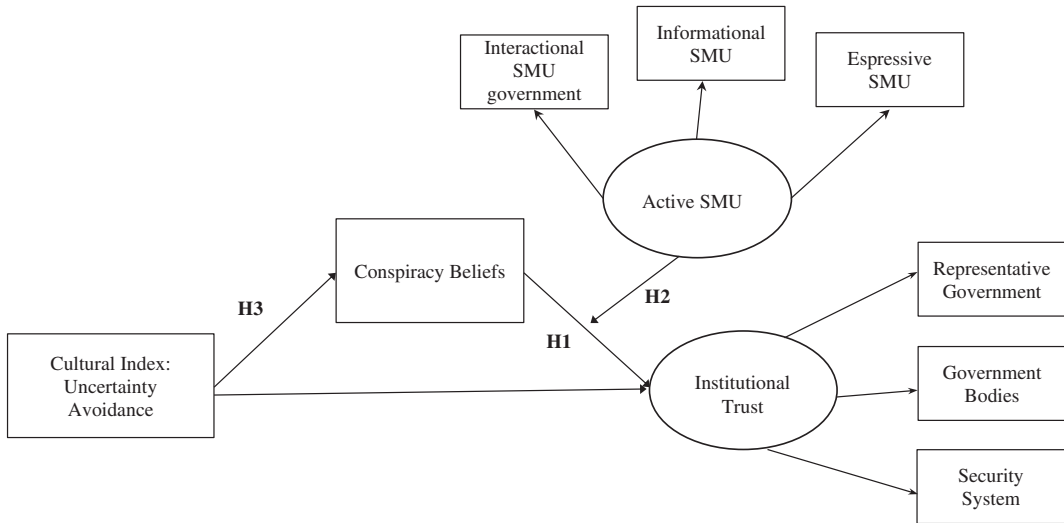 Interactional
SMU
government
Informational
SMU
Espressive
SMU
Active SMU
Conspiracy Beliefs
H3
H2
H1
Cultural Index:
Uncertainty
Avoidance
Institutional
Trust
Representative
Government
Government
Bodies
Security
System